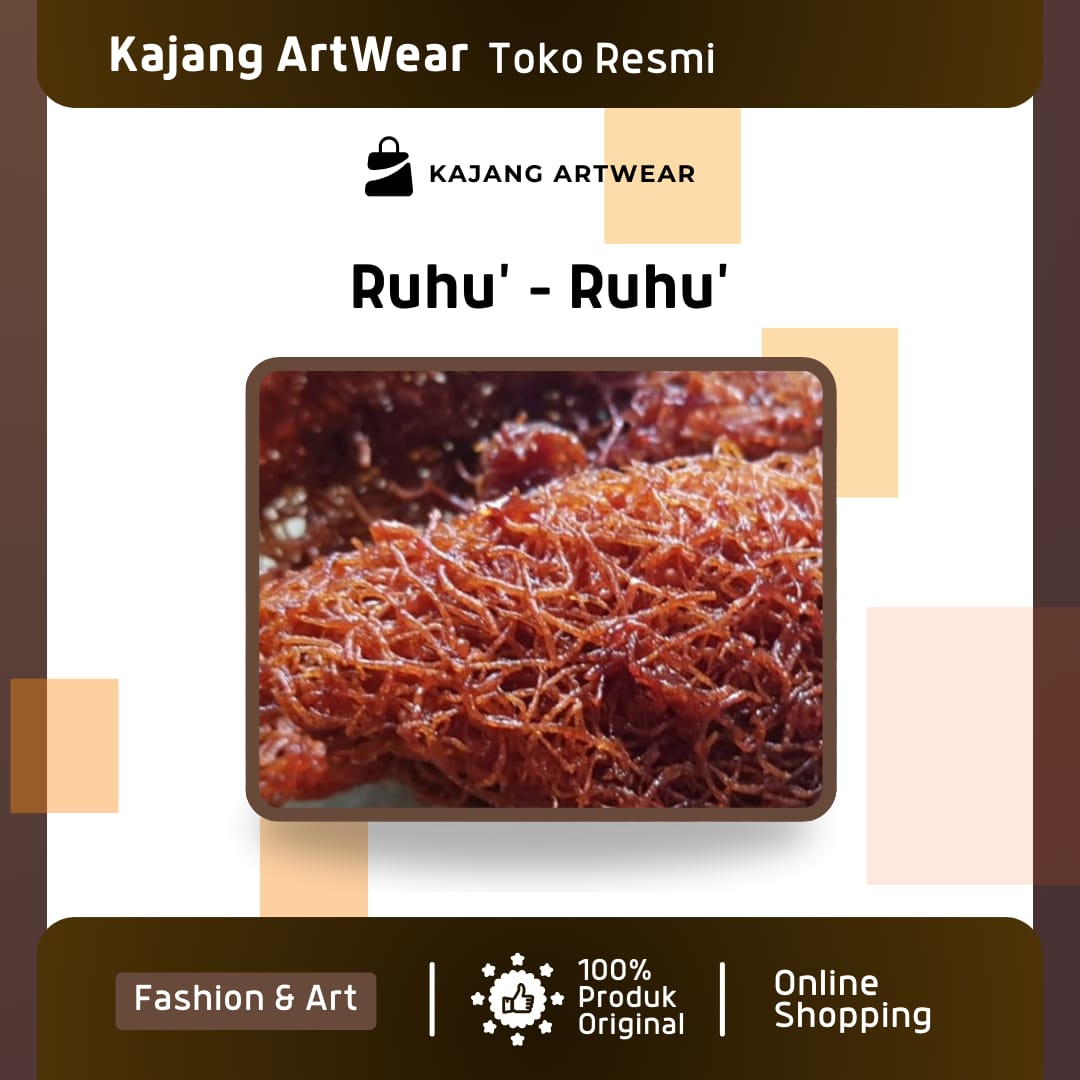 Kajang ArtWear Toko Resmi
KAJANG ARTWEAR
Ruhu' - Ruhu'
Fashion & Art
100%
Produk
Original
Online
Shopping